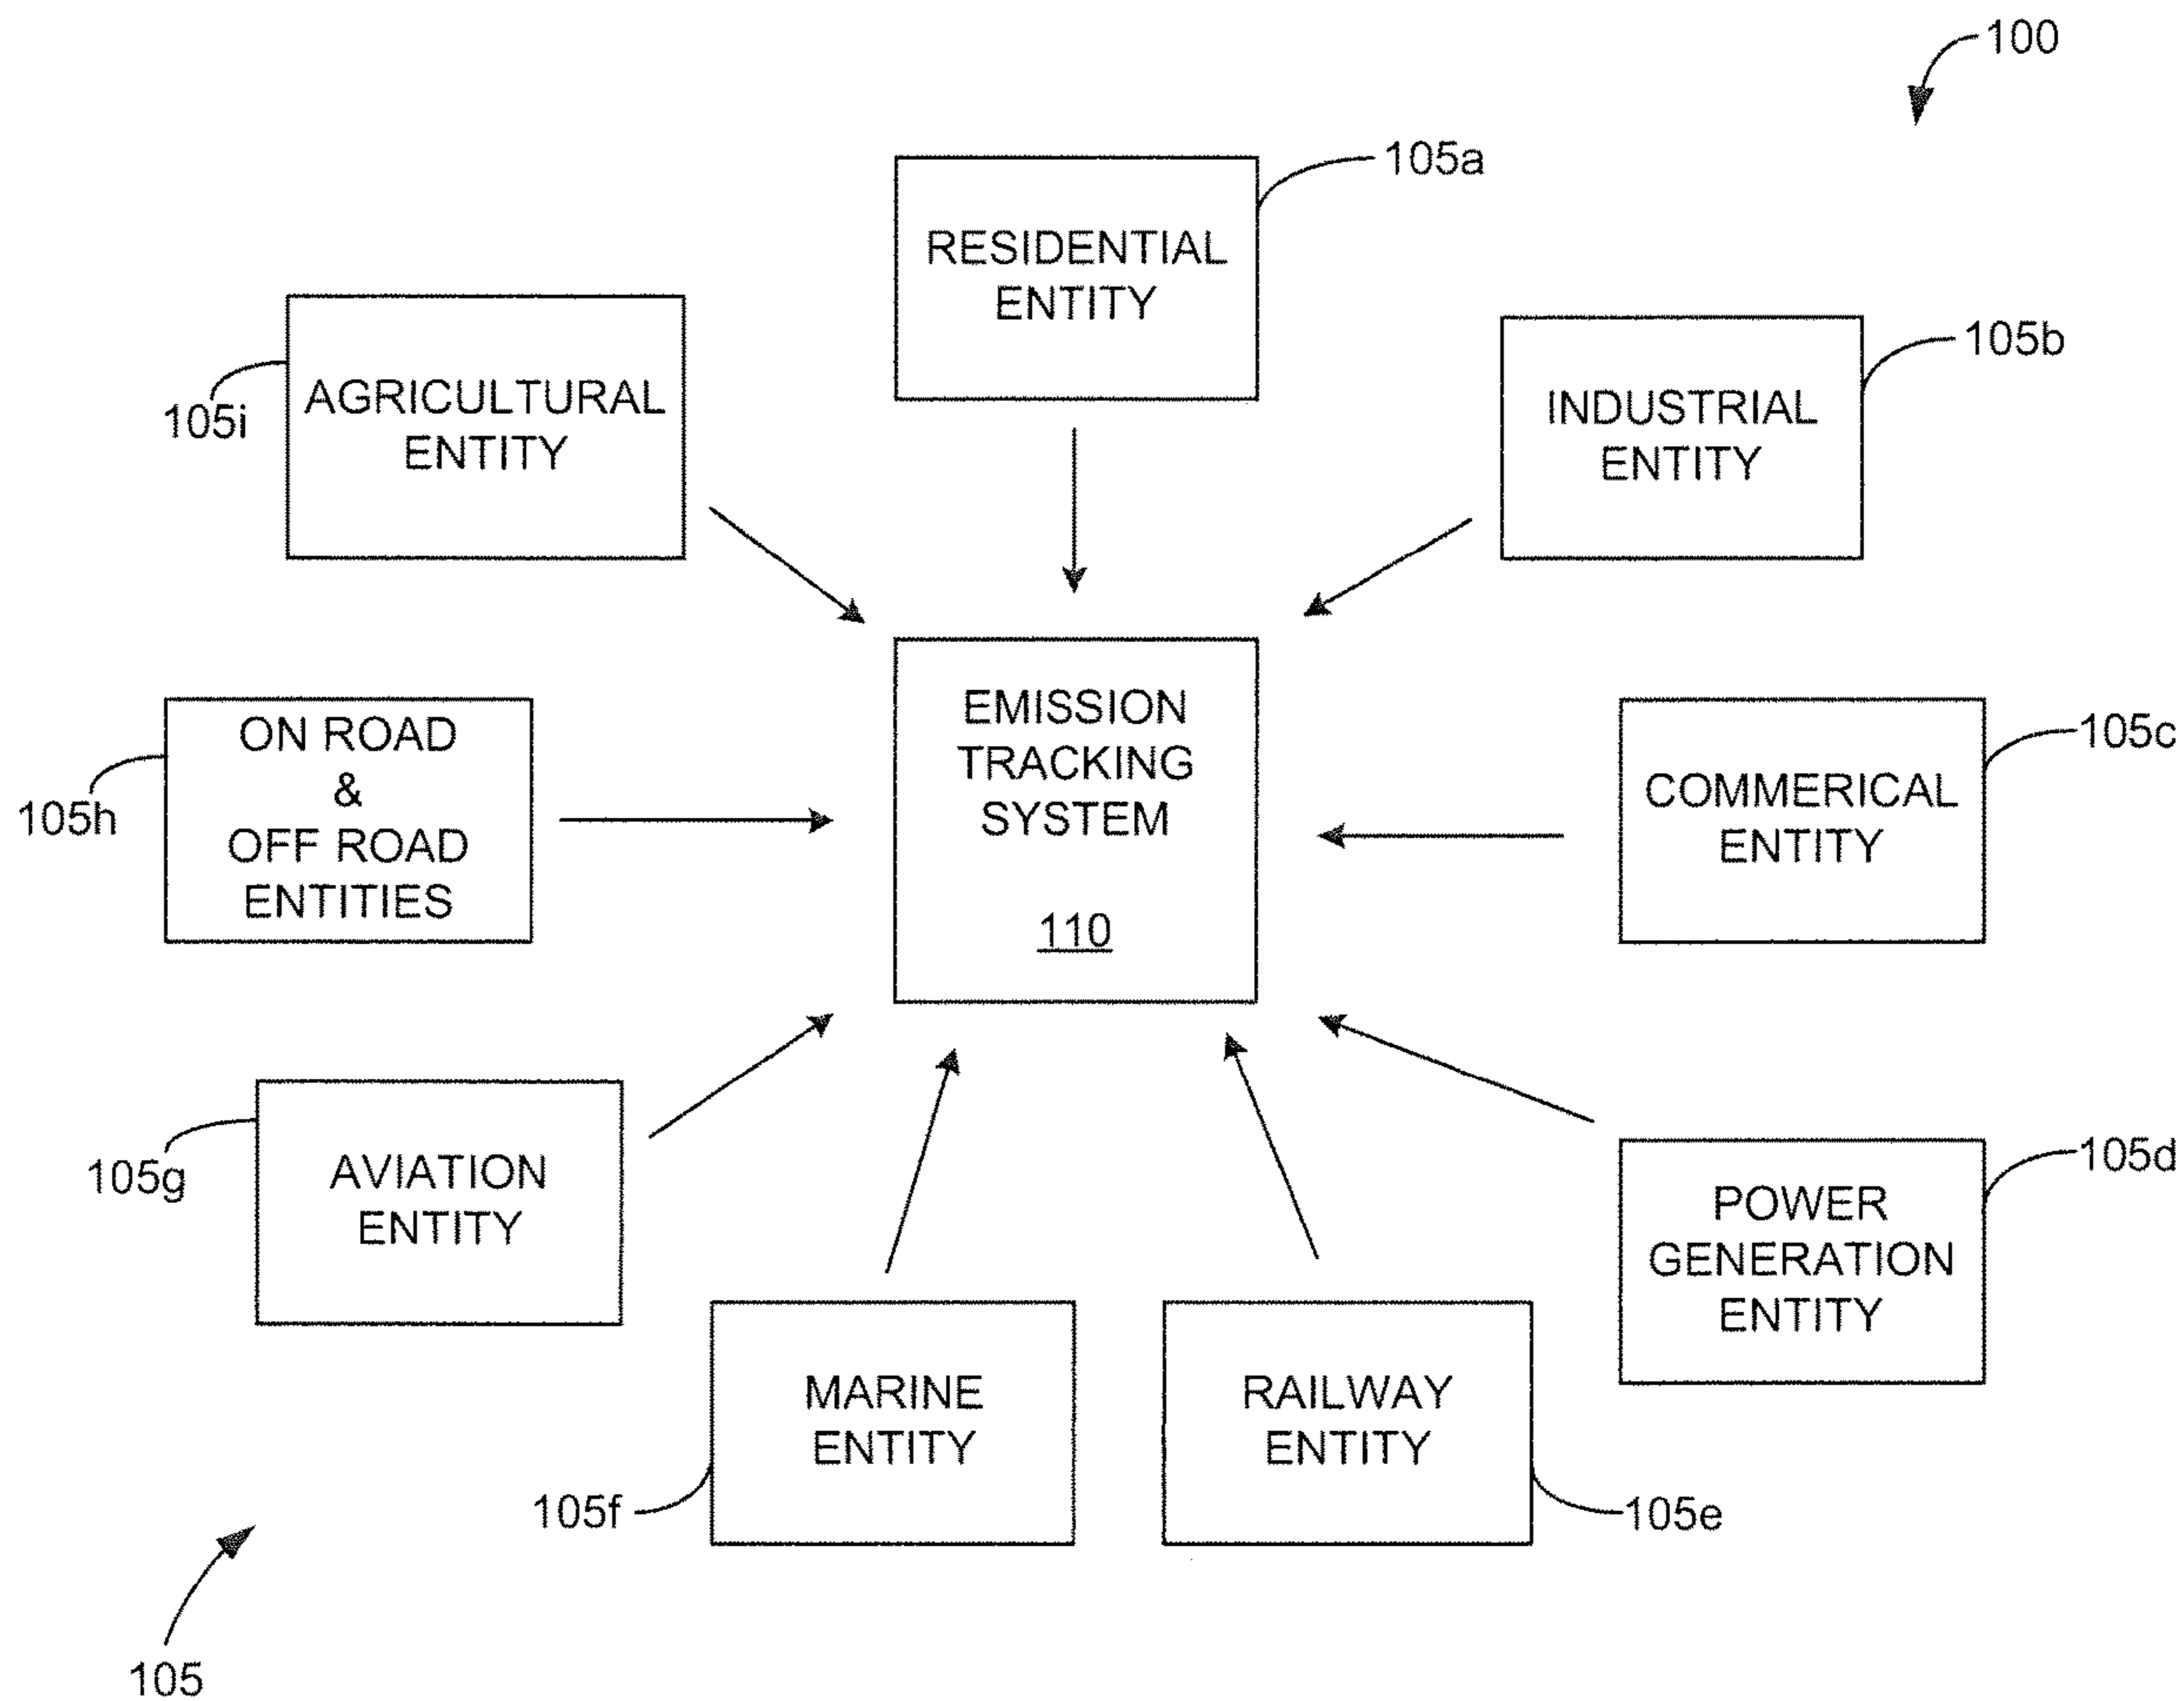 100
105a
RESIDENTIAL
ENTITY
105b
INDUSTRIAL
ENTITY
105i
AGRICULTURAL
ENTITY
105h
ON ROAD
&
OFF ROAD
ENTITIES
EMISSION
TRACKING
SYSTEM
110
105c
COMMERICAL
ENTITY
105g
AVIATION
ENTITY
105d
POWER
GENERATION
ENTITY
105f
MARINE
ENTITY
RAILWAY
ENTITY
105e
105